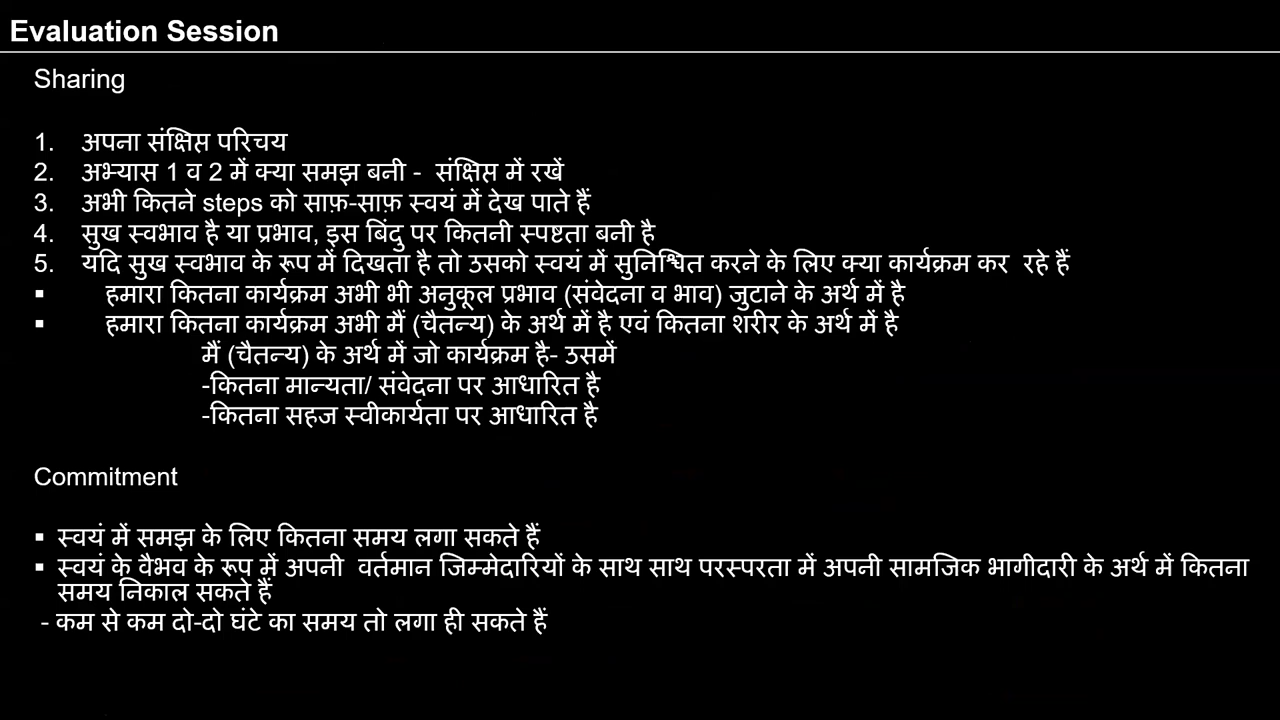 Evaluation Session
Sharing
1. अपना संक्षिप्त परिचय
2. अभ्यास 1 व 2 में क्या समझ बनी - संक्षिप्त में रखें
3. अभी कितने steps को साफ़-साफ़ स्वयं में देख पाते हैं
4. सुख स्वभाव है या प्रभाव, इस बिंदु पर कितनी स्पष्टता बनी है
5. यदि सुख स्वभाव के रूप में दिखता है तो उसको स्वयं में सुनिश्चित करने के लिए क्या कार्यक्रम कर रहे हैं
▪ हमारा कितना कार्यक्रम अभी भी अनुकूल प्रभाव (संवेदना व भाव) जुटाने के अर्थ में है
▪ हमारा कितना कार्यक्रम अभी मैं (चैतन्य) के अर्थ में है एवं कितना शरीर के अर्थ में है
मैं (चैतन्य) के अर्थ में जो कार्यक्रम है- उसमें
-कितना मान्यता/ संवेदना पर आधारित है
-कितना सहज स्वीकार्यता पर आधारित है
Commitment
▪ स्वयं में समझ के लिए कितना समय लगा सकते हैं
▪ स्वयं के वैभव के रूप में अपनी वर्तमान जिम्मेदारियों के साथ साथ परस्परता में अपनी सामजिक भागीदारी के अर्थ में कितना
समय निकाल सकते हैं
- कम से कम दो-दो घंटे का समय तो लगा ही सकते हैं